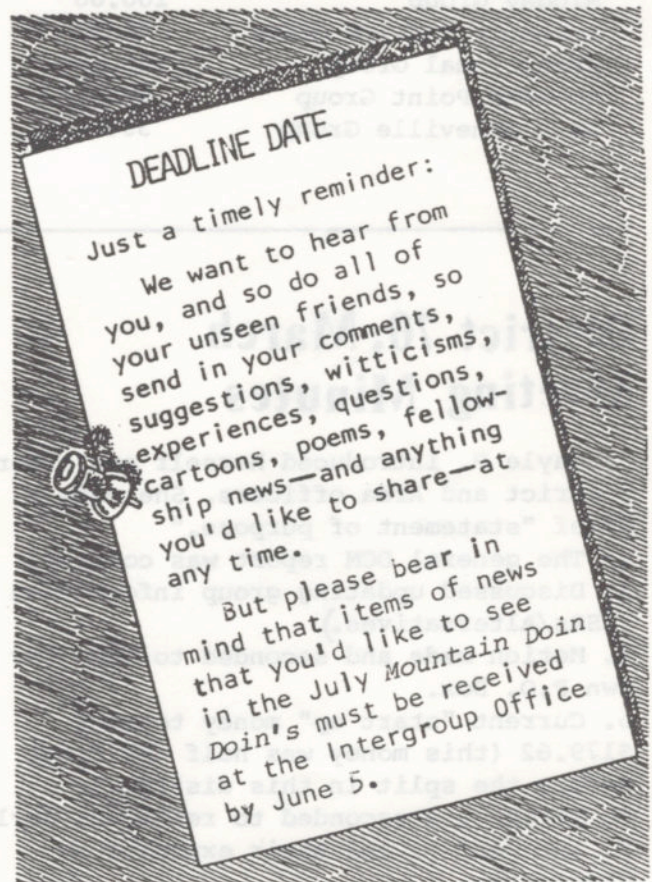 DEADLINE DATE
Just a timely reminder:
We want to hear from
you, and so do all of
your unseen friends, so
send in your comments,
suggestions, witticisms,
experiences, questions,
cartoons, poems, fellow-
ship news--and anything
you'd like to share--at
any time.
But please bear in
mind that items of news
that you'd like to see
in the July Mountain Doin
Doin's must be received
at the Intergroup Office
by June 5.